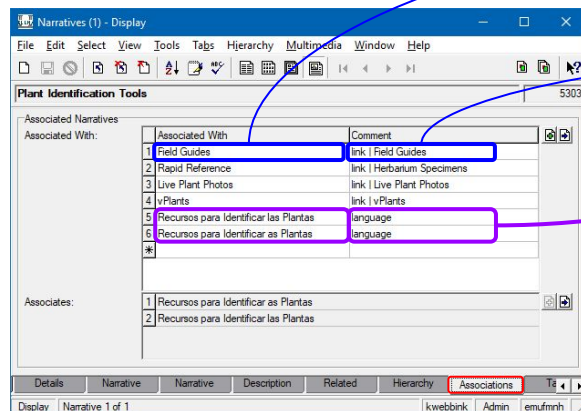 Narratives (1) - Display
File Edit Select View Tools Tabs Hierarchy Multimedia Window Help
Plant Identification Tools 5303
Associated Narratives
Associated With:
Associated With Comment
1 Field Guides link | Field Guides
2 Rapid Reference link | Herbarium Specimens
3 Live Plant Photos link | Live Plant Photos
4 vPlants link | vPlants
5 Recursos para Identificar las Plantas language
6 Recursos para Identificar as Plantas language
*
Associates:
1 Recursos para Identificar as Plantas
2 Recursos para Identificar las Plantas
Details Narrative Narrative Description Related Hierarchy Associations Ta
Display Narrative 1 of 1 kwebbink Admin emufmnh